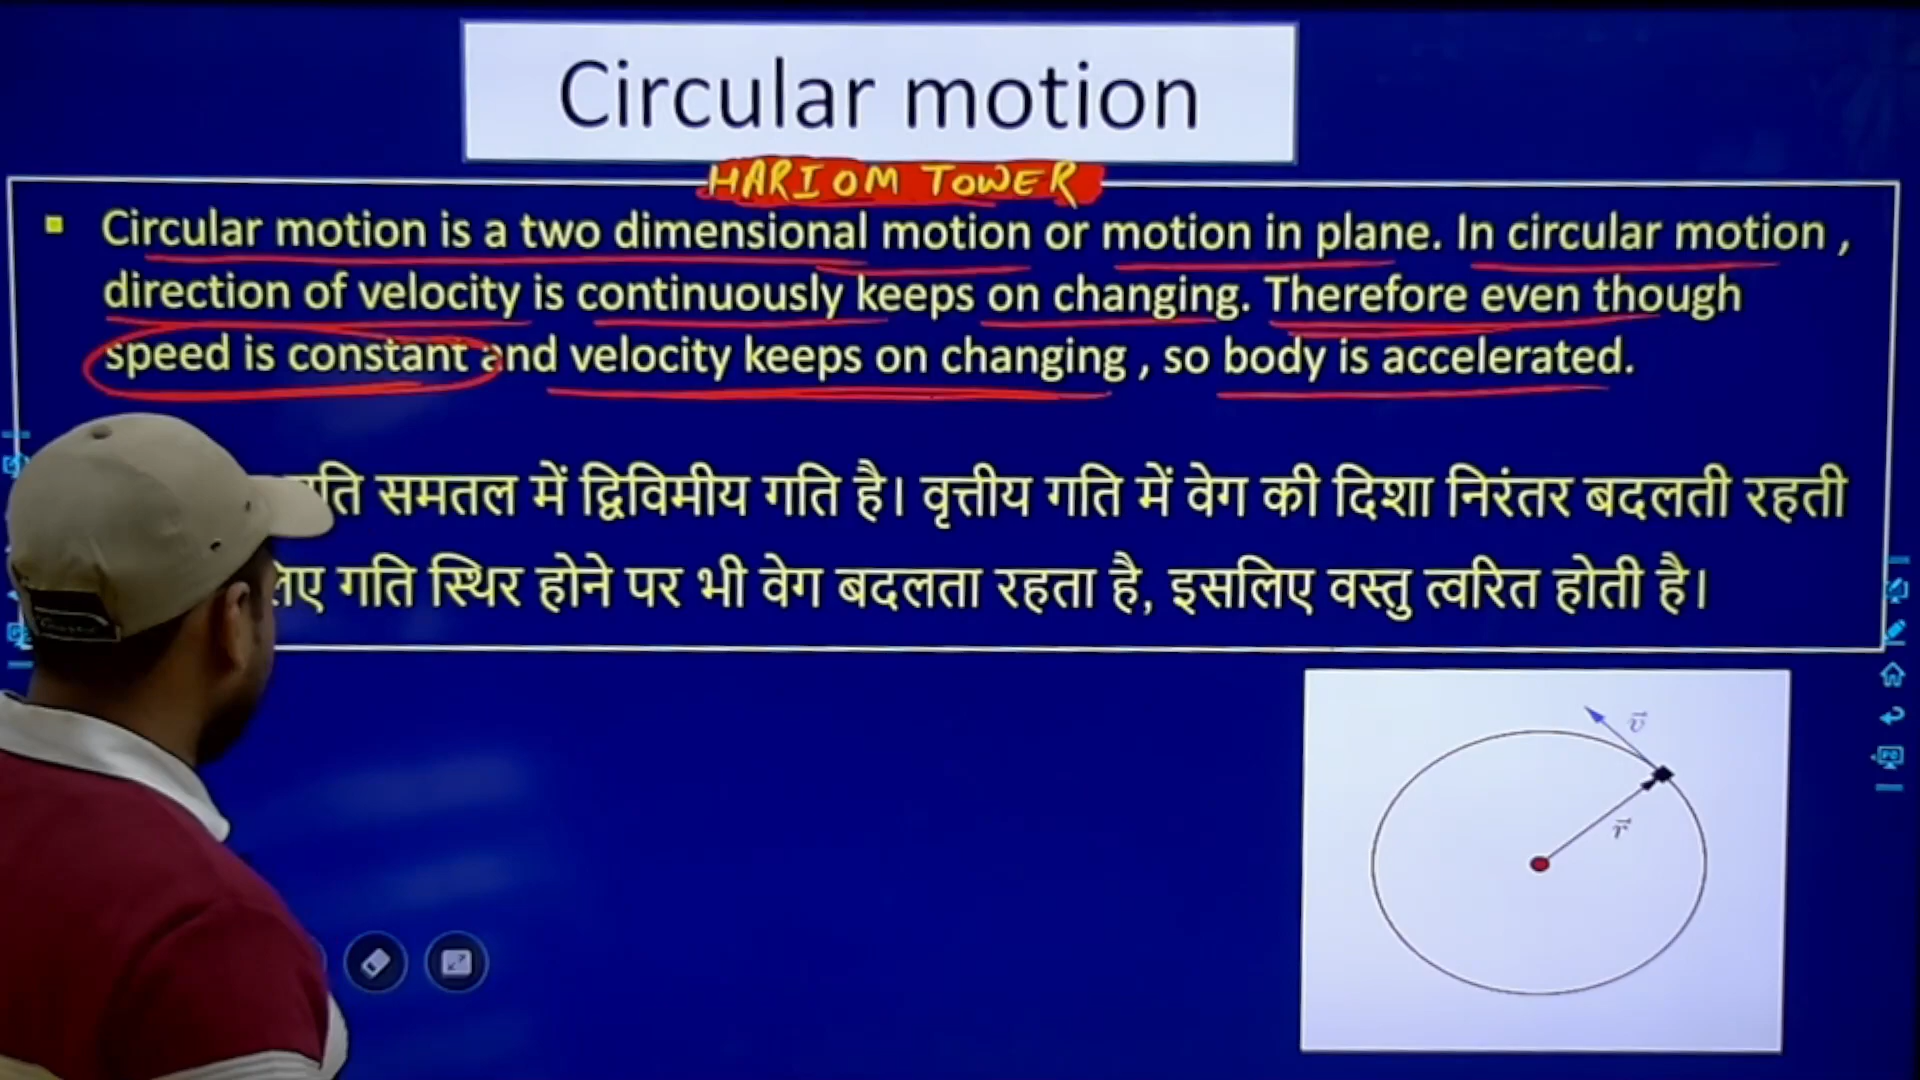 Circular motion
HARIOM TOWER
Circular motion is a two dimensional motion or motion in plane. In circular motion ,
direction of velocity is continuously keeps on changing. Therefore even though
speed is constant and velocity keeps on changing , so body is accelerated.
समतल में द्विविमीय गति है। वृत्तीय गति में वेग की दिशा निरंतर बदलती रहती
गति स्थिर होने पर भी वेग बदलता रहता है, इसलिए वस्तु त्वरित होती है।
v⃗
r⃗